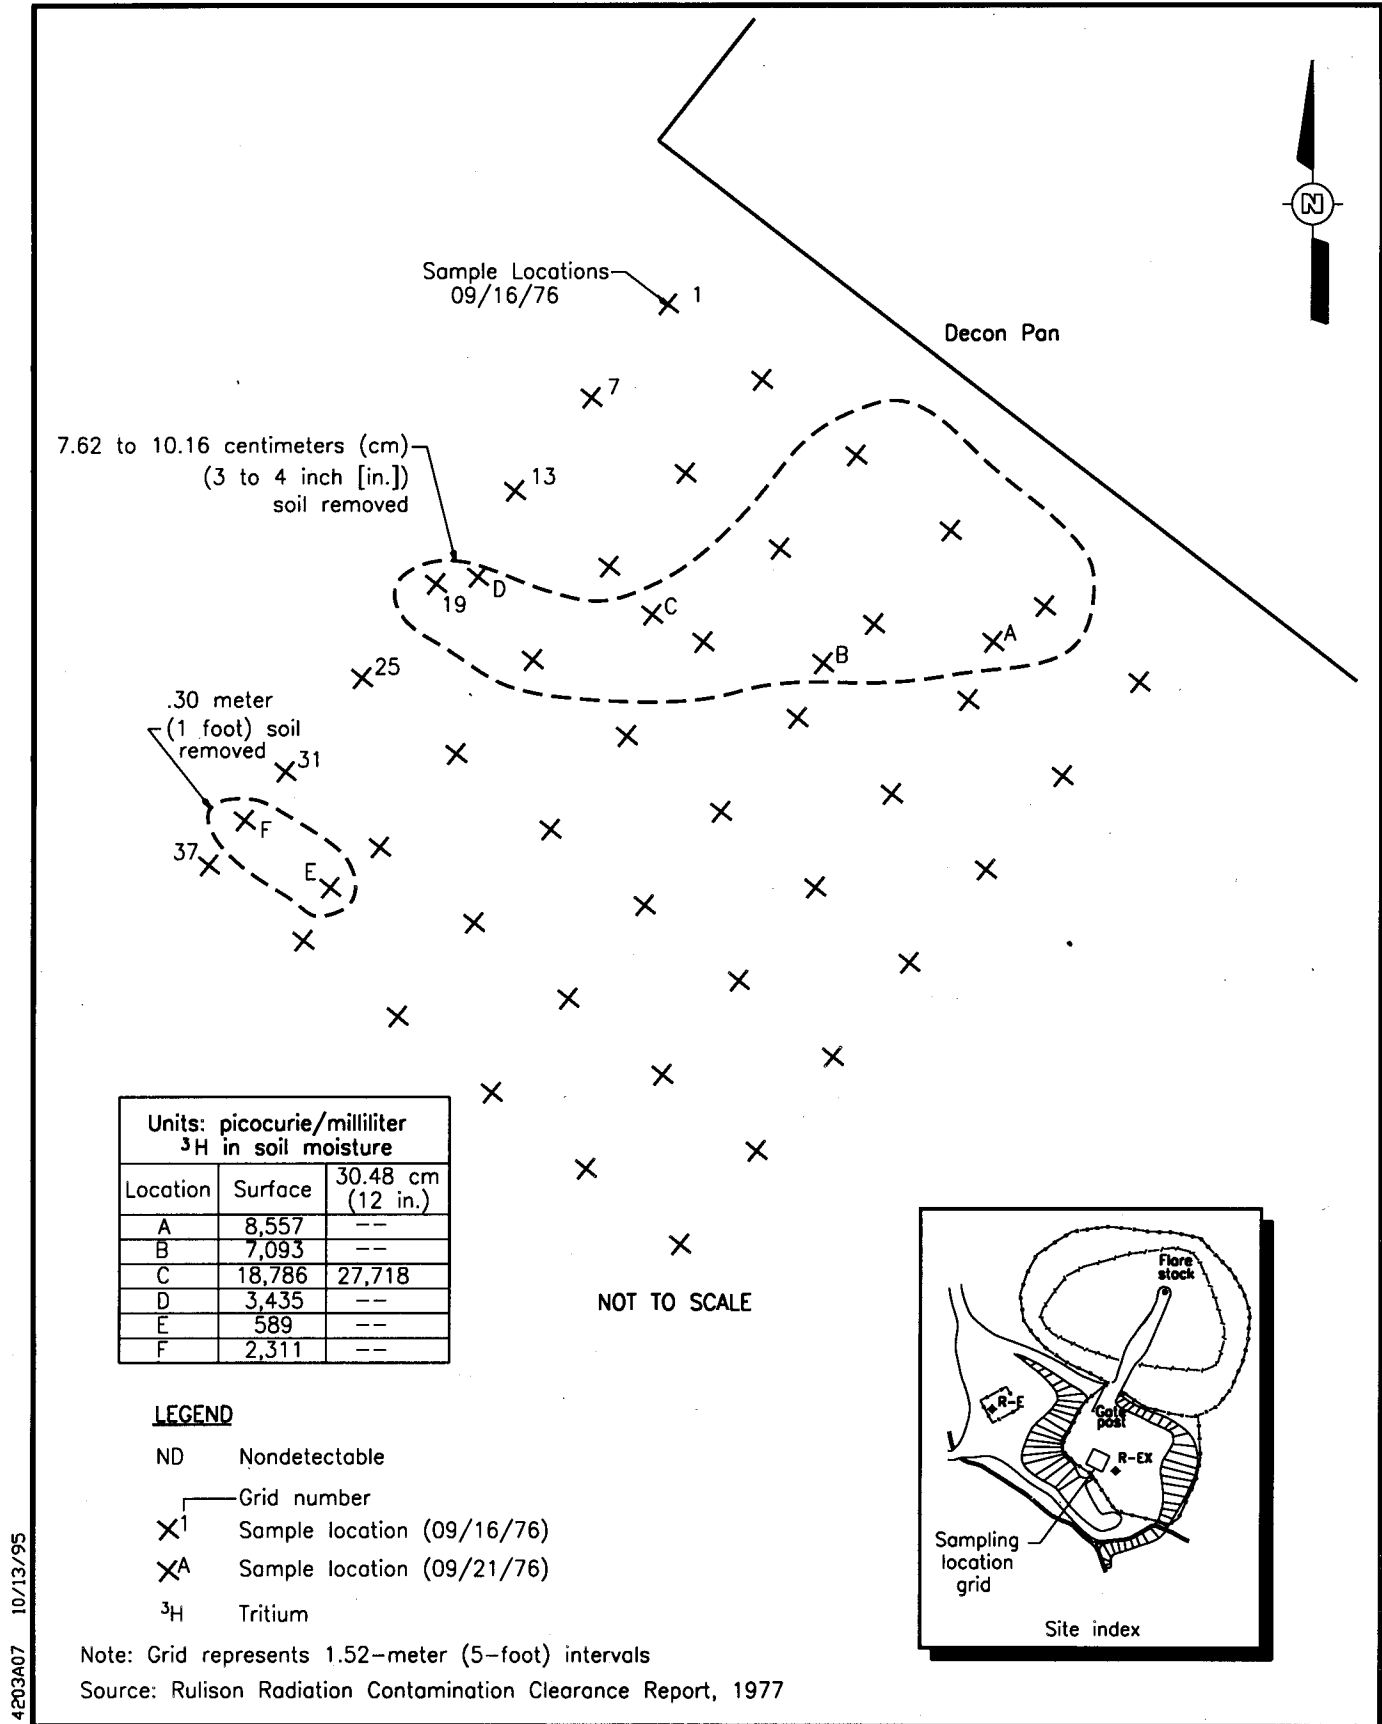 N
Sample Locations
09/16/76
1
Decon Pan
7
7.62 to 10.16 centimeters (cm)
(3 to 4 inch [in.])
soil removed
13
D
19
C
A
B
25
.30 meter
(1 foot) soil
removed
31
F
37
E
Units: picocurie/milliliter
³H in soil moisture
Location Surface 30.48 cm
(12 in.)
A 8,557 --
B 7,093 --
C 18,786 27,718
D 3,435 --
E 589 --
F 2,311 --
NOT TO SCALE
LEGEND
ND Nondetectable
Grid number
1 Sample location (09/16/76)
A Sample location (09/21/76)
³H Tritium
Note: Grid represents 1.52-meter (5-foot) intervals
Source: Rulison Radiation Contamination Clearance Report, 1977
Flare
stock
R-E
Gate
post
R-EX
Sampling
location
grid
Site index
4203A07 10/13/95